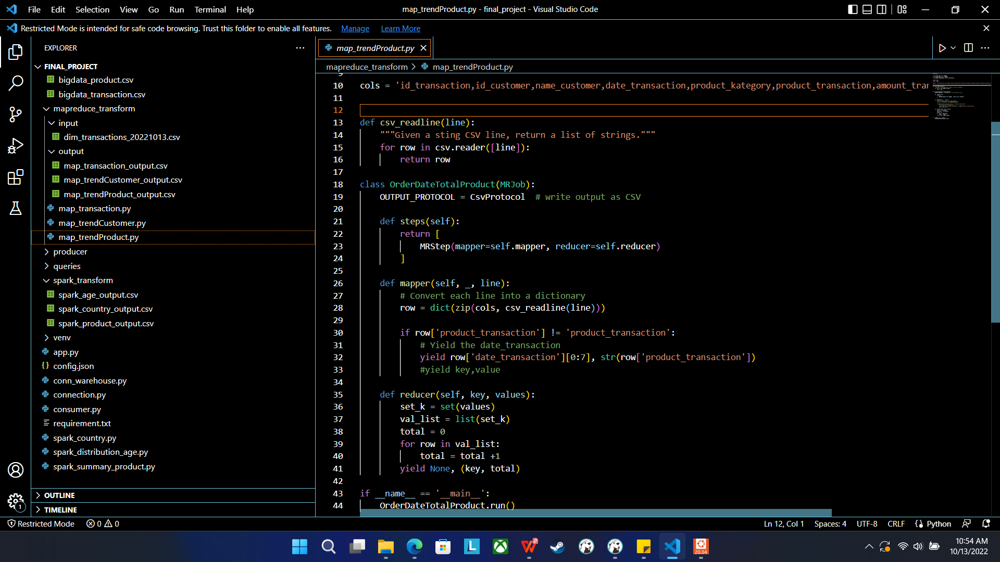 File Edit Selection View Go Run Terminal Help
map_trendProduct.py - final_project - Visual Studio Code
Restricted Mode is intended for safe code browsing. Trust this folder to enable all features. Manage Learn More
EXPLORER
FINAL_PROJECT
bigdata_product.csv
bigdata_transaction.csv
mapreduce_transform
input
dim_transactions_20221013.csv
output
map_transaction_output.csv
map_trendCustomer_output.csv
map_trendProduct_output.csv
map_transaction.py
map_trendCustomer.py
map_trendProduct.py
producer
queries
spark_transform
spark_age_output.csv
spark_country_output.csv
spark_product_output.csv
venv
app.py
config.json
conn_warehouse.py
connection.py
consumer.py
requirement.txt
spark_country.py
spark_distribution_age.py
spark_summary_product.py
OUTLINE
TIMELINE
map_trendProduct.py
mapreduce_transform > map_trendProduct.py
9
10 cols = 'id_transaction,id_customer,name_customer,date_transaction,product_kategory,product_transaction,amount_tran
11
12
13 def csv_readline(line):
14 """Given a sting CSV line, return a list of strings."""
15 for row in csv.reader([line]):
16 return row
17
18 class OrderDateTotalProduct(MRJob):
19 OUTPUT_PROTOCOL = CsvProtocol # write output as CSV
20
21 def steps(self):
22 return [
23 MRStep(mapper=self.mapper, reducer=self.reducer)
24 ]
25
26 def mapper(self, _, line):
27 # Convert each line into a dictionary
28 row = dict(zip(cols, csv_readline(line)))
29
30 if row['product_transaction'] != 'product_transaction':
31 # Yield the date_transaction
32 yield row['date_transaction'][0:7], str(row['product_transaction'])
33 #yield key,value
34
35 def reducer(self, key, values):
36 set_k = set(values)
37 val_list = list(set_k)
38 total = 0
39 for row in val_list:
40 total = total +1
41 yield None, (key, total)
42
43 if __name__ == '__main__':
44 OrderDateTotalProduct.run()
1
Restricted Mode 0 0
Ln 12, Col 1 Spaces: 4 UTF-8 CRLF Python
20.04
10:54 AM
10/13/2022